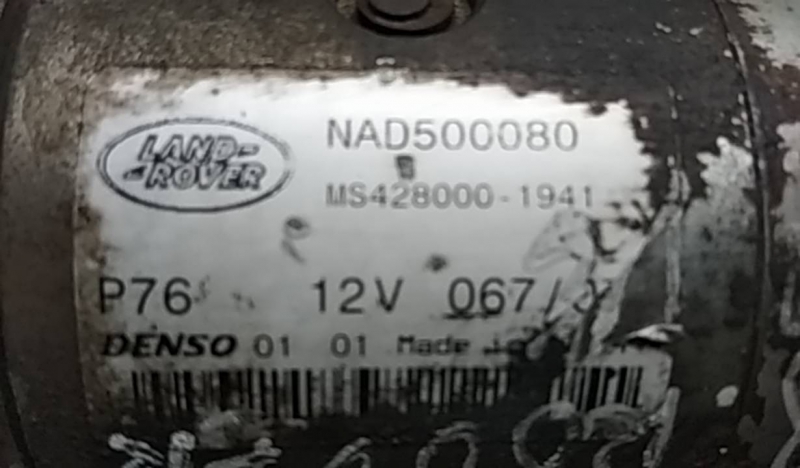 LAND-
-ROVER
NAD500080
MS428000-1941
P76 12V 067/
DENSO 01 01 Made